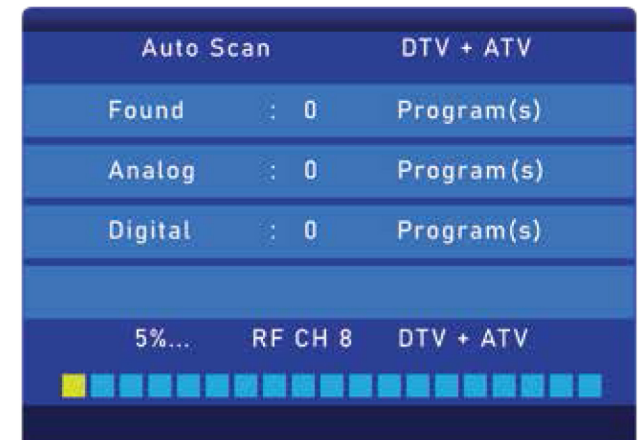 Auto Scan DTV + ATV
Found : 0 Program(s)
Analog : 0 Program(s)
Digital : 0 Program(s)
5%... RF CH 8 DTV + ATV